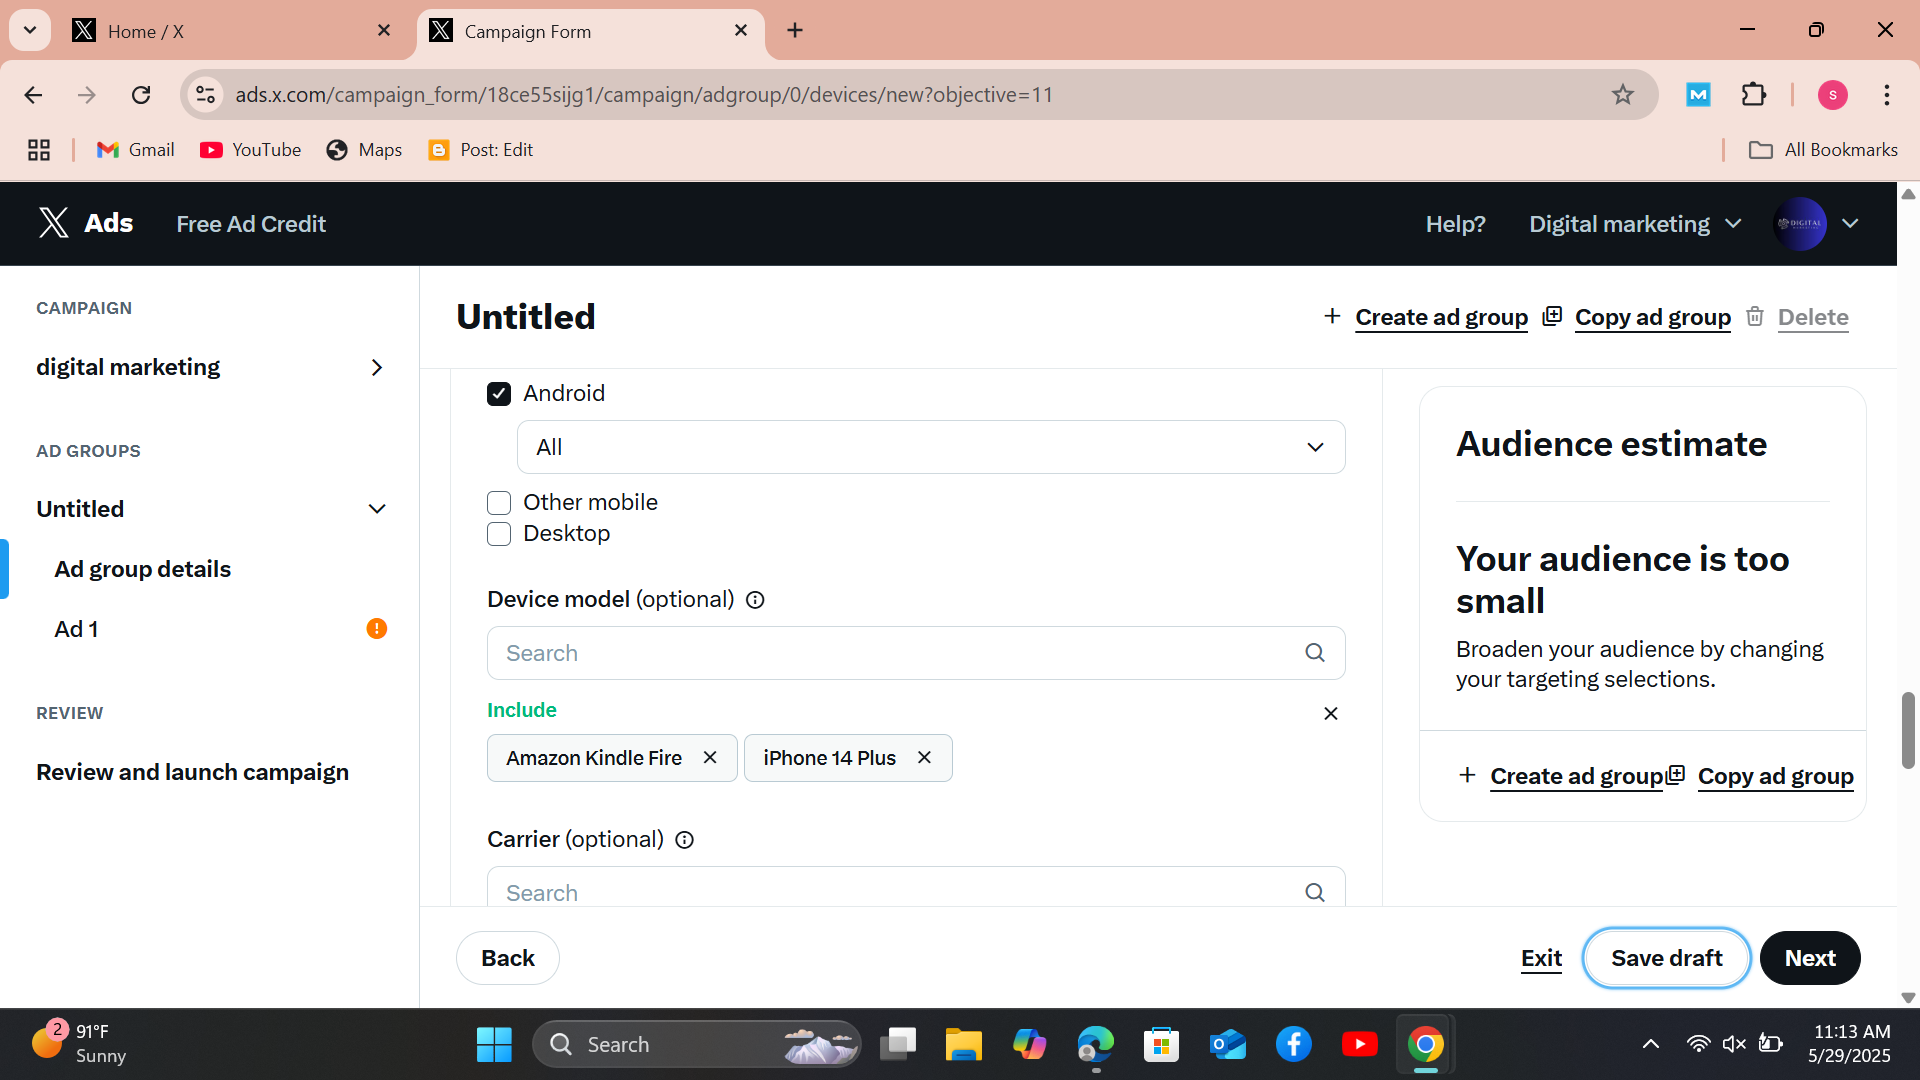 Home / X
Campaign Form
ads.x.com/campaign_form/18ce55sijg1/campaign/adgroup/0/devices/new?objective=11
S
Gmail
YouTube
Maps
Post: Edit
All Bookmarks
Ads
Free Ad Credit
Help?
Digital marketing
DIGITAL
CAMPAIGN
digital marketing
AD GROUPS
Untitled
Ad group details
Ad 1
REVIEW
Review and launch campaign
Untitled
Create ad group
Copy ad group
Delete
Android
All
Other mobile
Desktop
Device model (optional)
Search
Include
Amazon Kindle Fire
iPhone 14 Plus
Carrier (optional)
Search
Audience estimate
Your audience is too
small
Broaden your audience by changing
your targeting selections.
Create ad group
Copy ad group
Back
Exit
Save draft
Next
2
91°F
Sunny
Search
11:13 AM
5/29/2025